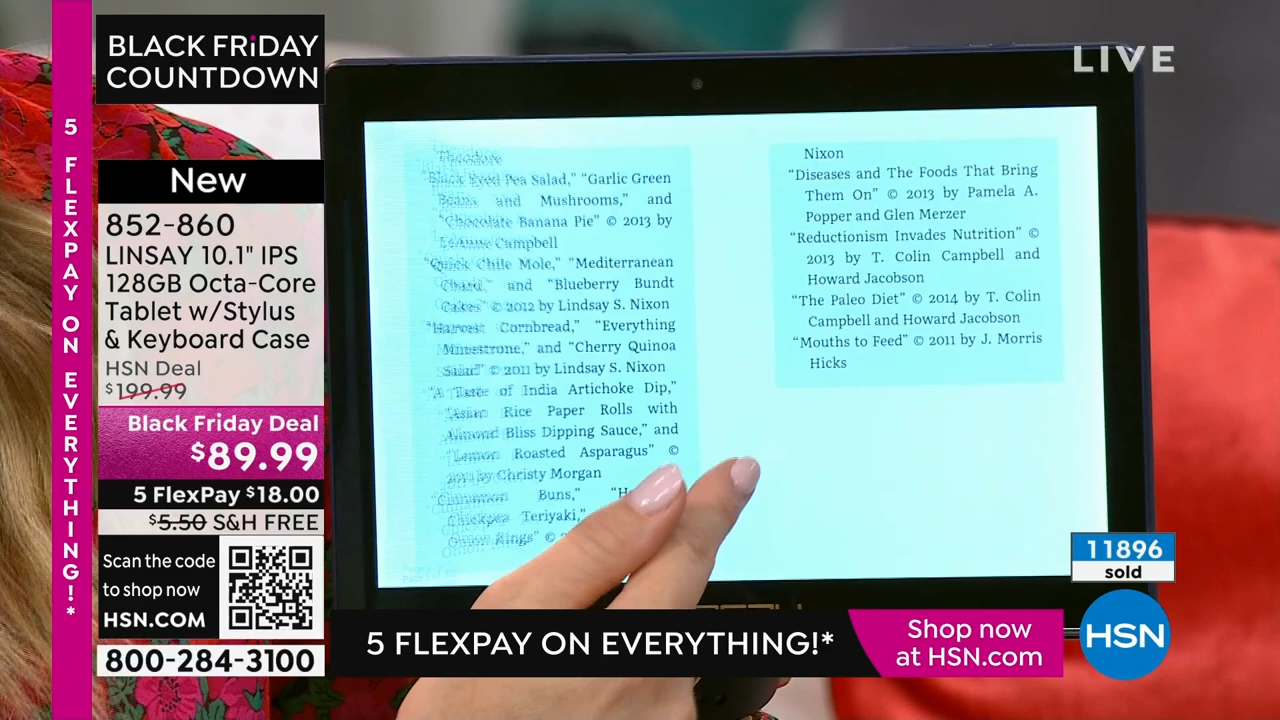 BLACK FRiDAY
COUNTDOWN
LIVE
5 FLEXPAY ON EVERYTHING!*
New
852-860
LINSAY 10.1" IPS
128GB Octa-Core
Tablet w/Stylus
& Keyboard Case
HSN Deal
$199.99
Black Friday Deal
$89.99
5 FlexPay $18.00
$5.50 S&H FREE
Scan the code
to shop now
HSN.COM
800-284-3100
Theodore
"Black Eyed Pea Salad," "Garlic Green
Beans and Mushrooms," and
"Chocolate Banana Pie" © 2013 by
LeAnne Campbell
"Quick Chile Mole," "Mediterranean
Chard," and "Blueberry Bundt
Cakes" © 2012 by Lindsay S. Nixon
"Harvest Cornbread," "Everything
Minestrone," and "Cherry Quinoa
Salad" © 2011 by Lindsay S. Nixon
"A Taste of India Artichoke Dip,"
"Asian Rice Paper Rolls with
Almond Bliss Dipping Sauce," and
"Lemon Roasted Asparagus" ©
2011 by Christy Morgan
"Cinnamon Buns,"
Chickpea Teriyaki,"
Onion Rings" ©
Nixon
"Diseases and The Foods That Bring
Them On" © 2013 by Pamela A.
Popper and Glen Merzer
"Reductionism Invades Nutrition" ©
2013 by T. Colin Campbell and
Howard Jacobson
"The Paleo Diet" © 2014 by T. Colin
Campbell and Howard Jacobson
"Mouths to Feed" © 2011 by J. Morris
Hicks
11896
sold
5 FLEXPAY ON EVERYTHING!*
Shop now
at HSN.com
HSN